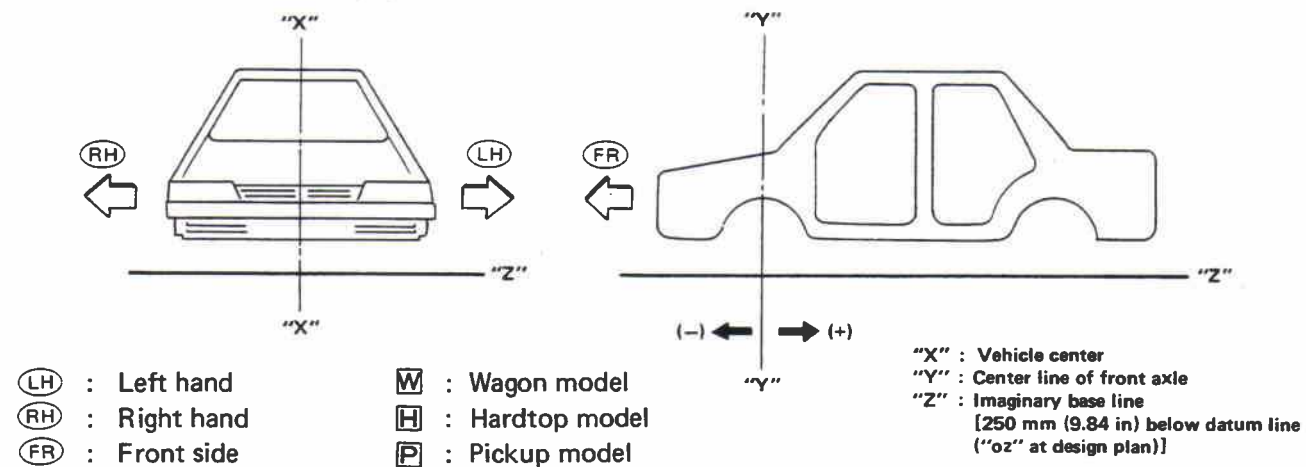 "X"
"Y"
RH
LH
FR
"Z"
"Z"
"X"
(−) (+)
"Y"
LH : Left hand
RH : Right hand
FR : Front side
W : Wagon model
H : Hardtop model
P : Pickup model
"X" : Vehicle center
"Y" : Center line of front axle
"Z" : Imaginary base line
[250 mm (9.84 in) below datum line
("oz" at design plan)]